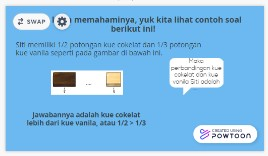 SWAP
memahaminya, yuk kita lihat contoh soal
berikut ini!
Siti memiliki 1/2 potongan kue cokelat dan 1/3 potongan
kue vanila seperti pada gambar di bawah ini.
Maka
perbandingan kue
cokelat dan kue
vanila Siti adalah
...
Jawabannya adalah kue cokelat
lebih dari kue vanila, atau 1/2 > 1/3
CREATED USING
POWTOON